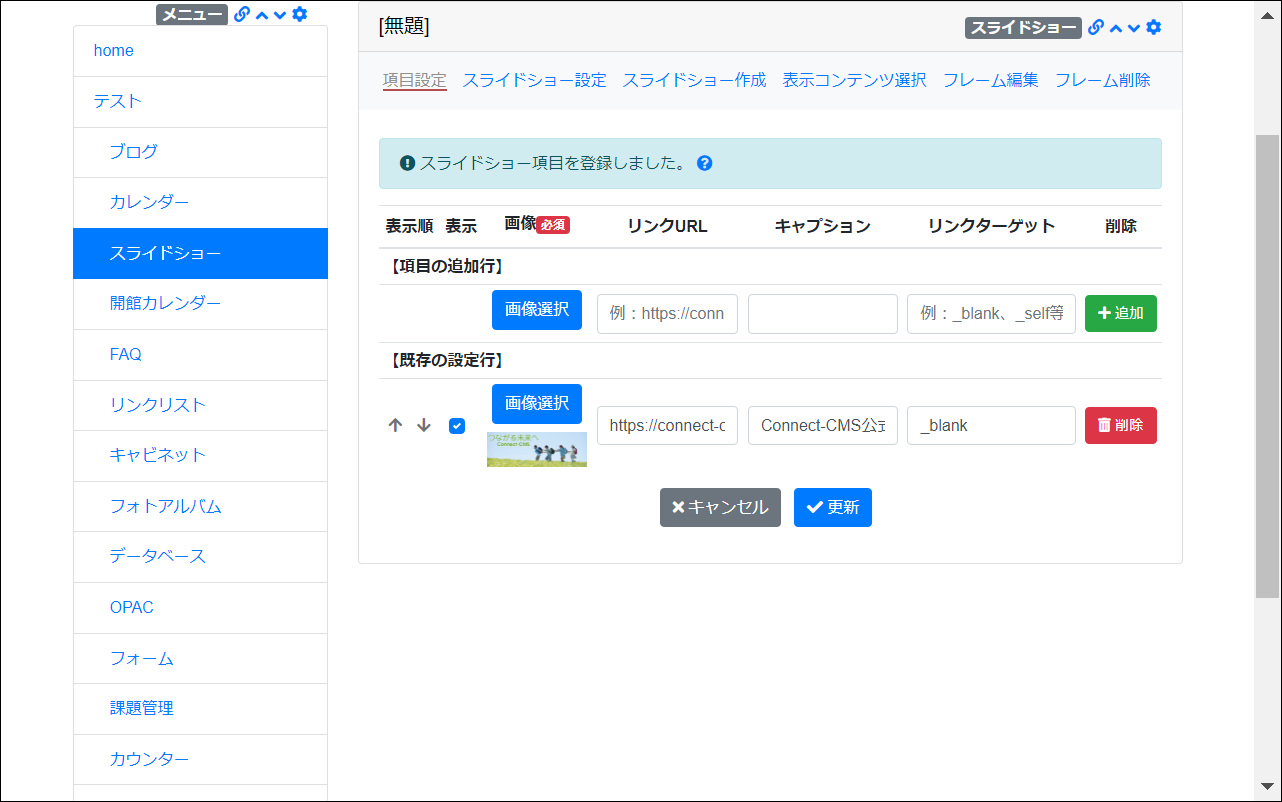 メニュー
home
テスト
ブログ
カレンダー
スライドショー
開館カレンダー
FAQ
リンクリスト
キャビネット
フォトアルバム
データベース
OPAC
フォーム
課題管理
カウンター
[無題]
スライドショー
項目設定 スライドショー設定 スライドショー作成 表示コンテンツ選択 フレーム編集 フレーム削除
スライドショー項目を登録しました。
表示順 表示 画像必須 リンクURL キャプション リンクターゲット 削除
【項目の追加行】
画像選択 例：https://conn 例：_blank、_self等 追加
【既存の設定行】
画像選択
つながる未来へ
Connect-CMS
https://connect-c Connect-CMS公式 _blank 削除
キャンセル 更新